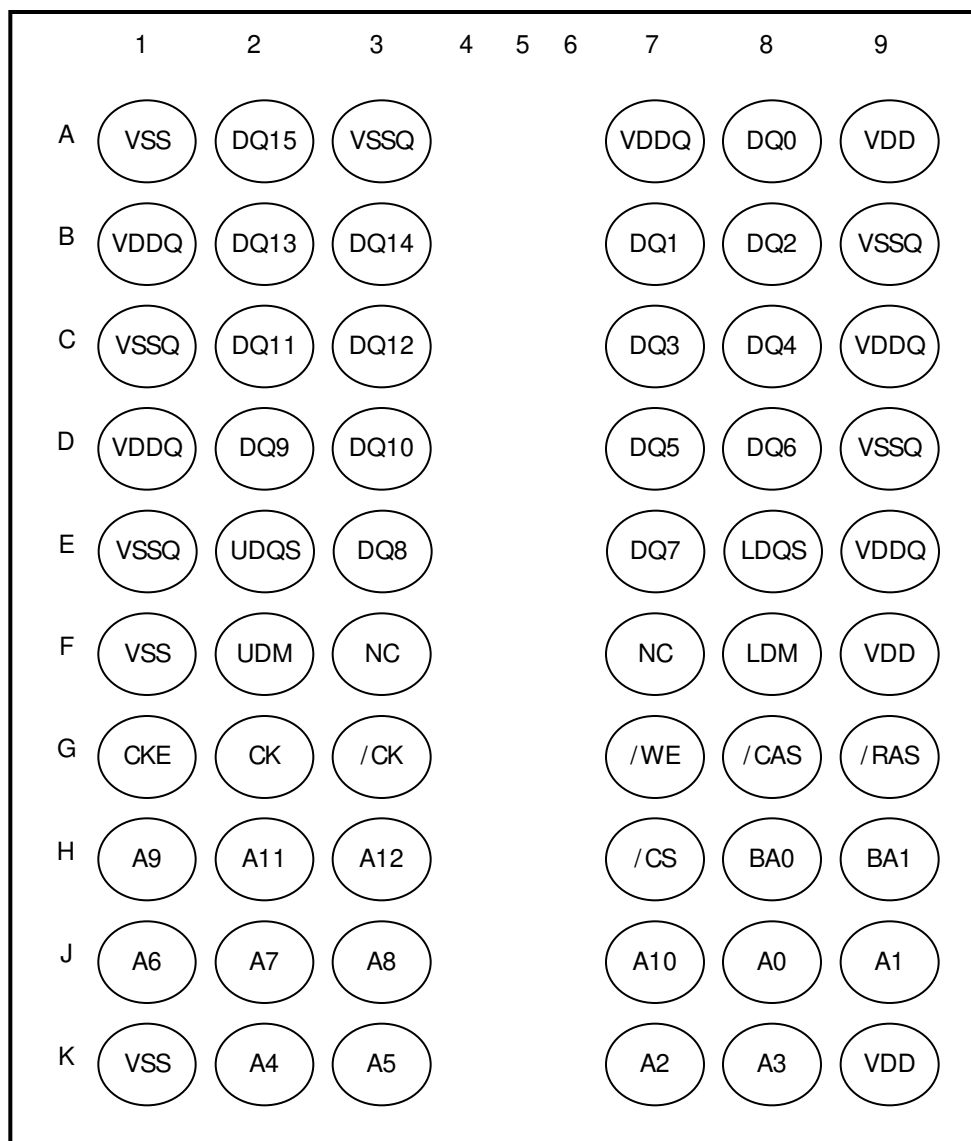 1 2 3 4 5 6 7 8 9
A VSS DQ15 VSSQ VDDQ DQ0 VDD
B VDDQ DQ13 DQ14 DQ1 DQ2 VSSQ
C VSSQ DQ11 DQ12 DQ3 DQ4 VDDQ
D VDDQ DQ9 DQ10 DQ5 DQ6 VSSQ
E VSSQ UDQS DQ8 DQ7 LDQS VDDQ
F VSS UDM NC NC LDM VDD
G CKE CK /CK /WE /CAS /RAS
H A9 A11 A12 /CS BA0 BA1
J A6 A7 A8 A10 A0 A1
K VSS A4 A5 A2 A3 VDD